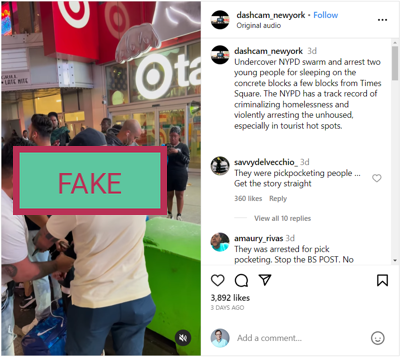 FAKE
dashcam_newyork • Follow
Original audio
dashcam_newyork 3d
Undercover NYPD swarm and arrest two
young people for sleeping on the
concrete blocks a few blocks from Times
Square. The NYPD has a track record of
criminalizing homelessness and
violently arresting the unhoused,
especially in tourist hot spots.
savvydelvecchio_ 3d
They were pickpocketing people ...
Get the story straight
360 likes Reply
View all 10 replies
amaury_rivas 3d
They was arrested for pick
pocketing. Stop the BS POST. No
3,892 likes
3 DAYS AGO
Add a comment...